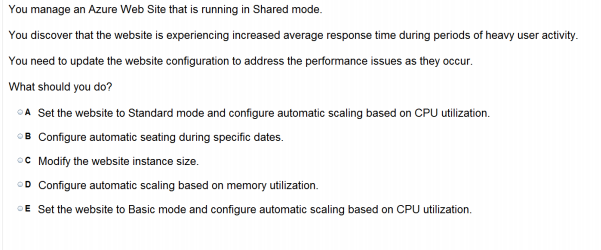 You manage an Azure Web Site that is running in Shared mode.
You discover that the website is experiencing increased average response time during periods of heavy user activity.
You need to update the website configuration to address the performance issues as they occur.
What should you do?
A Set the website to Standard mode and configure automatic scaling based on CPU utilization.
B Configure automatic seating during specific dates.
C Modify the website instance size.
D Configure automatic scaling based on memory utilization.
E Set the website to Basic mode and configure automatic scaling based on CPU utilization.